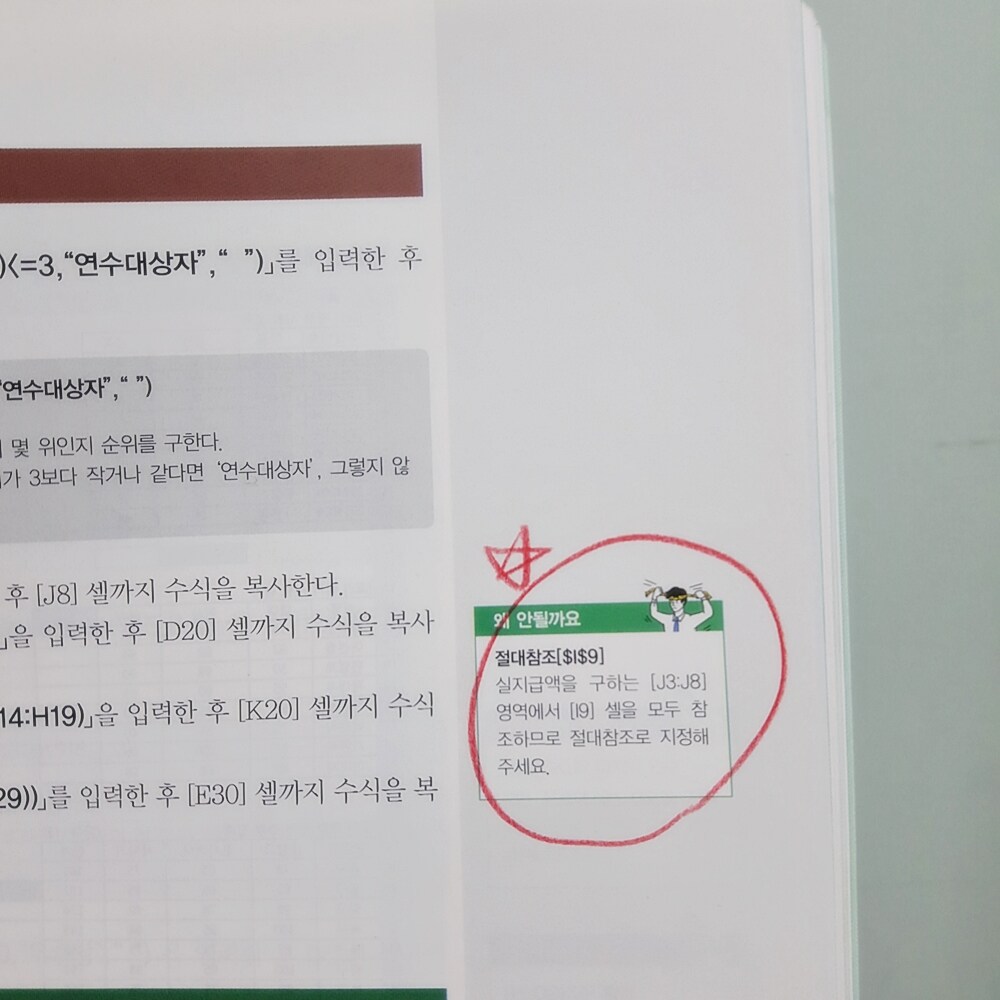 )<=3,“연수대상자”,“ ”)」를 입력한 후
“연수대상자”,“ ”)
몇 위인지 순위를 구한다.
가 3보다 작거나 같다면 ‘연수대상자’, 그렇지 않
후 [J8] 셀까지 수식을 복사한다.
」을 입력한 후 [D20] 셀까지 수식을 복사
14:H19)」을 입력한 후 [K20] 셀까지 수식
29))」를 입력한 후 [E30] 셀까지 수식을 복
왜 안될까요
절대참조[$I$9]
실지급액을 구하는 [J3:J8]
영역에서 [I9] 셀을 모두 참
조하므로 절대참조로 지정해
주세요.